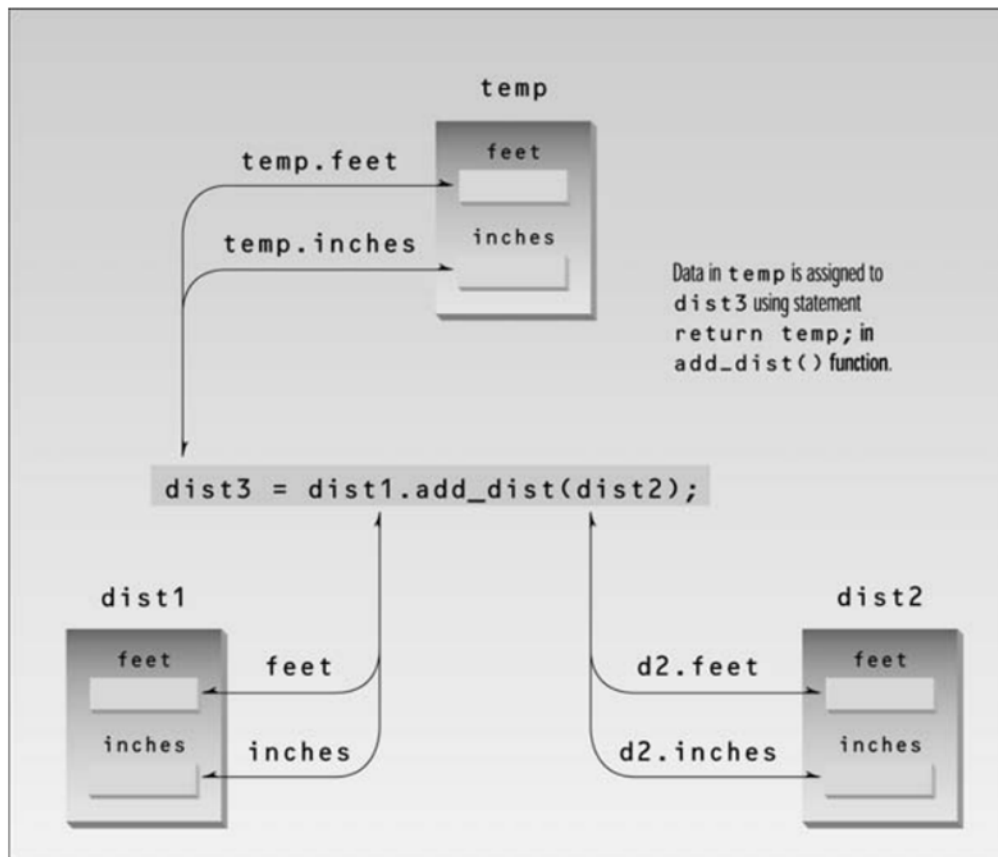 temp
feet
temp.feet
inches
temp.inches
Data in temp is assigned to
dist3 using statement
return temp; in
add_dist() function.
dist3 = dist1.add_dist(dist2);
dist1
feet
feet
inches
inches
dist2
d2.feet
feet
d2.inches
inches